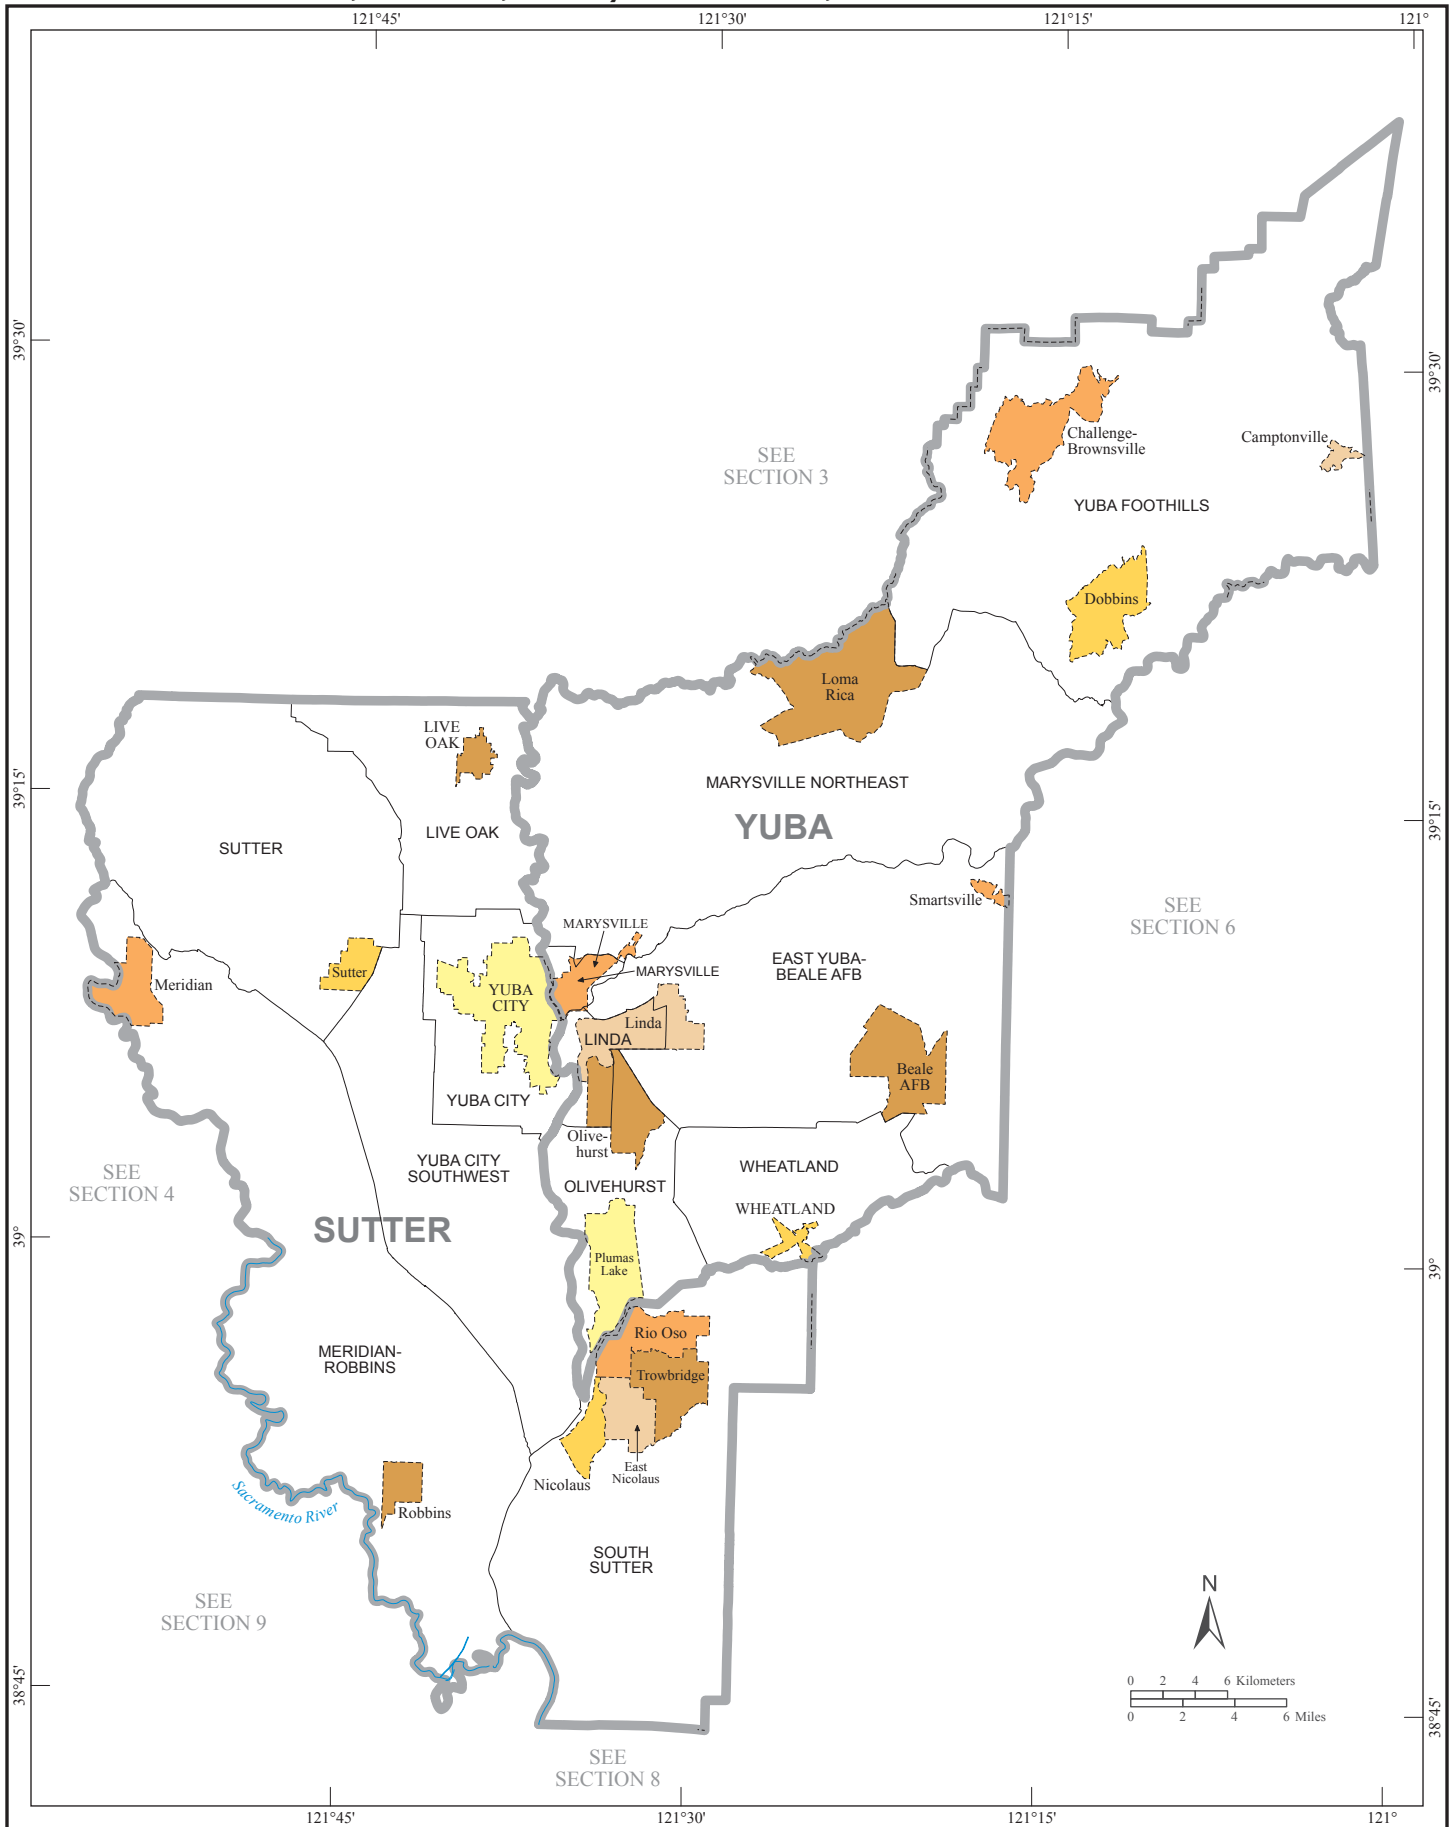 121°45'
121°30'
121°15'
121°
39°30'
39°30'
SEE
SECTION 3
Challenge-
Brownsville
Camptonville
YUBA FOOTHILLS
Dobbins
Loma
Rica
LIVE
OAK
39°15'
MARYSVILLE NORTHEAST
YUBA
39°15'
LIVE OAK
SUTTER
Smartsville
SEE
SECTION 6
MARYSVILLE
EAST YUBA-
BEALE AFB
MARYSVILLE
Sutter
Meridian
YUBA
CITY
Linda
LINDA
Beale
AFB
YUBA CITY
Olive-
hurst
YUBA CITY
SOUTHWEST
WHEATLAND
SEE
SECTION 4
OLIVEHURST
WHEATLAND
SUTTER
39°
39°
Plumas
Lake
Rio Oso
MERIDIAN-
ROBBINS
Trowbridge
East
Nicolaus
Nicolaus
Sacramento River
Robbins
SOUTH
SUTTER
SEE
SECTION 9
N
0 2 4 6 Kilometers
0 2 4 6 Miles
38°45'
38°45'
SEE
SECTION 8
121°45'
121°30'
121°15'
121°